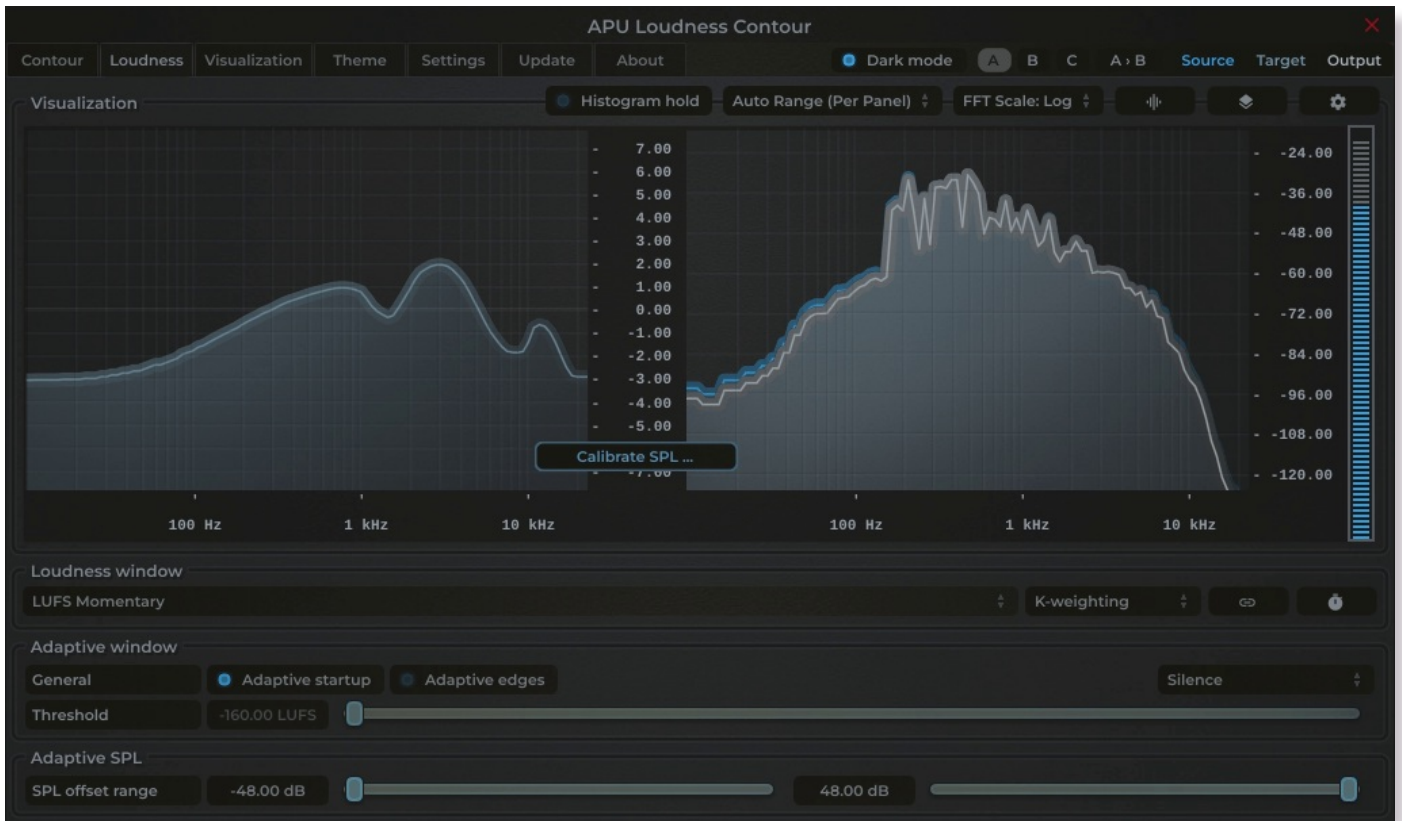 APU Loudness Contour
Contour Loudness Visualization Theme Settings Update About Dark mode A B C A › B Source Target Output
Visualization Histogram hold Auto Range (Per Panel) FFT Scale: Log
7.00
6.00
5.00
4.00
3.00
2.00
1.00
0.00
-1.00
-2.00
-3.00
-4.00
-5.00
-7.00
-24.00
-36.00
-48.00
-60.00
-72.00
-84.00
-96.00
-108.00
-120.00
Calibrate SPL ...
100 Hz 1 kHz 10 kHz 100 Hz 1 kHz 10 kHz
Loudness window
LUFS Momentary K-weighting
Adaptive window
General Adaptive startup Adaptive edges Silence
Threshold -160.00 LUFS
Adaptive SPL
SPL offset range -48.00 dB 48.00 dB